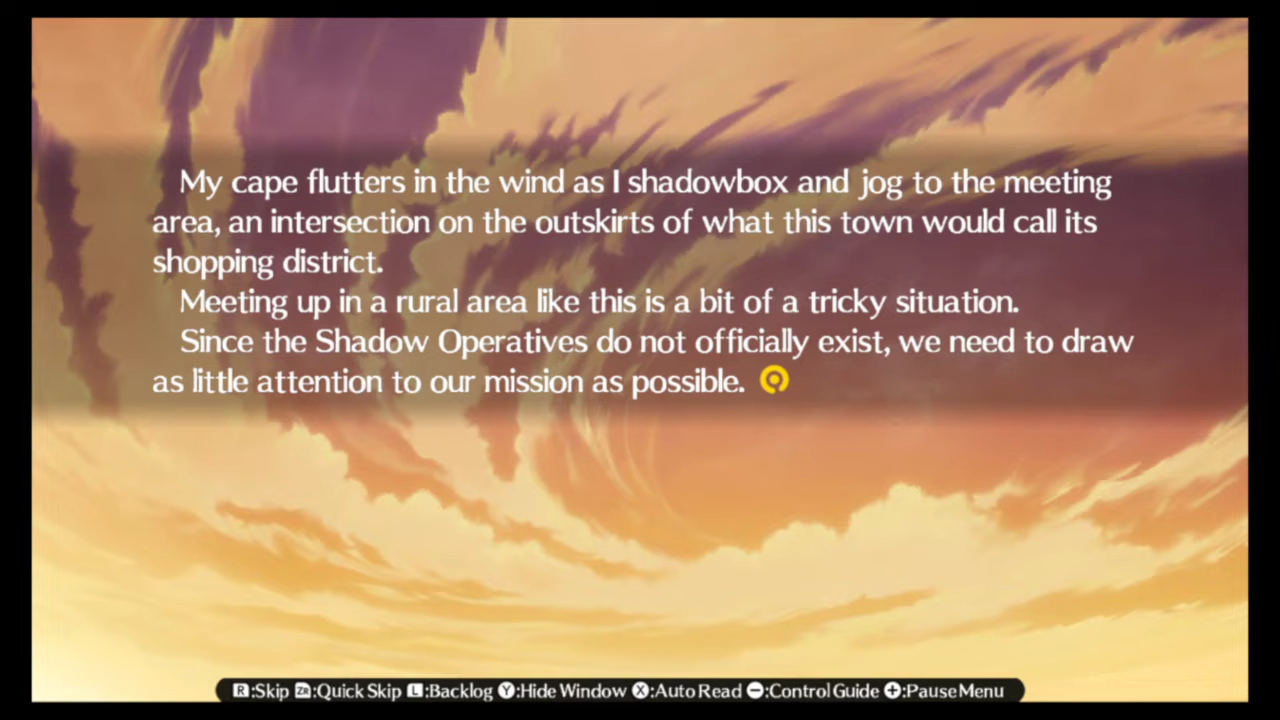 My cape flutters in the wind as I shadowbox and jog to the meeting
area, an intersection on the outskirts of what this town would call its
shopping district.
Meeting up in a rural area like this is a bit of a tricky situation.
Since the Shadow Operatives do not officially exist, we need to draw
as little attention to our mission as possible.
R:Skip ZR:Quick Skip L:Backlog Y:Hide Window X:Auto Read -:Control Guide +:Pause Menu